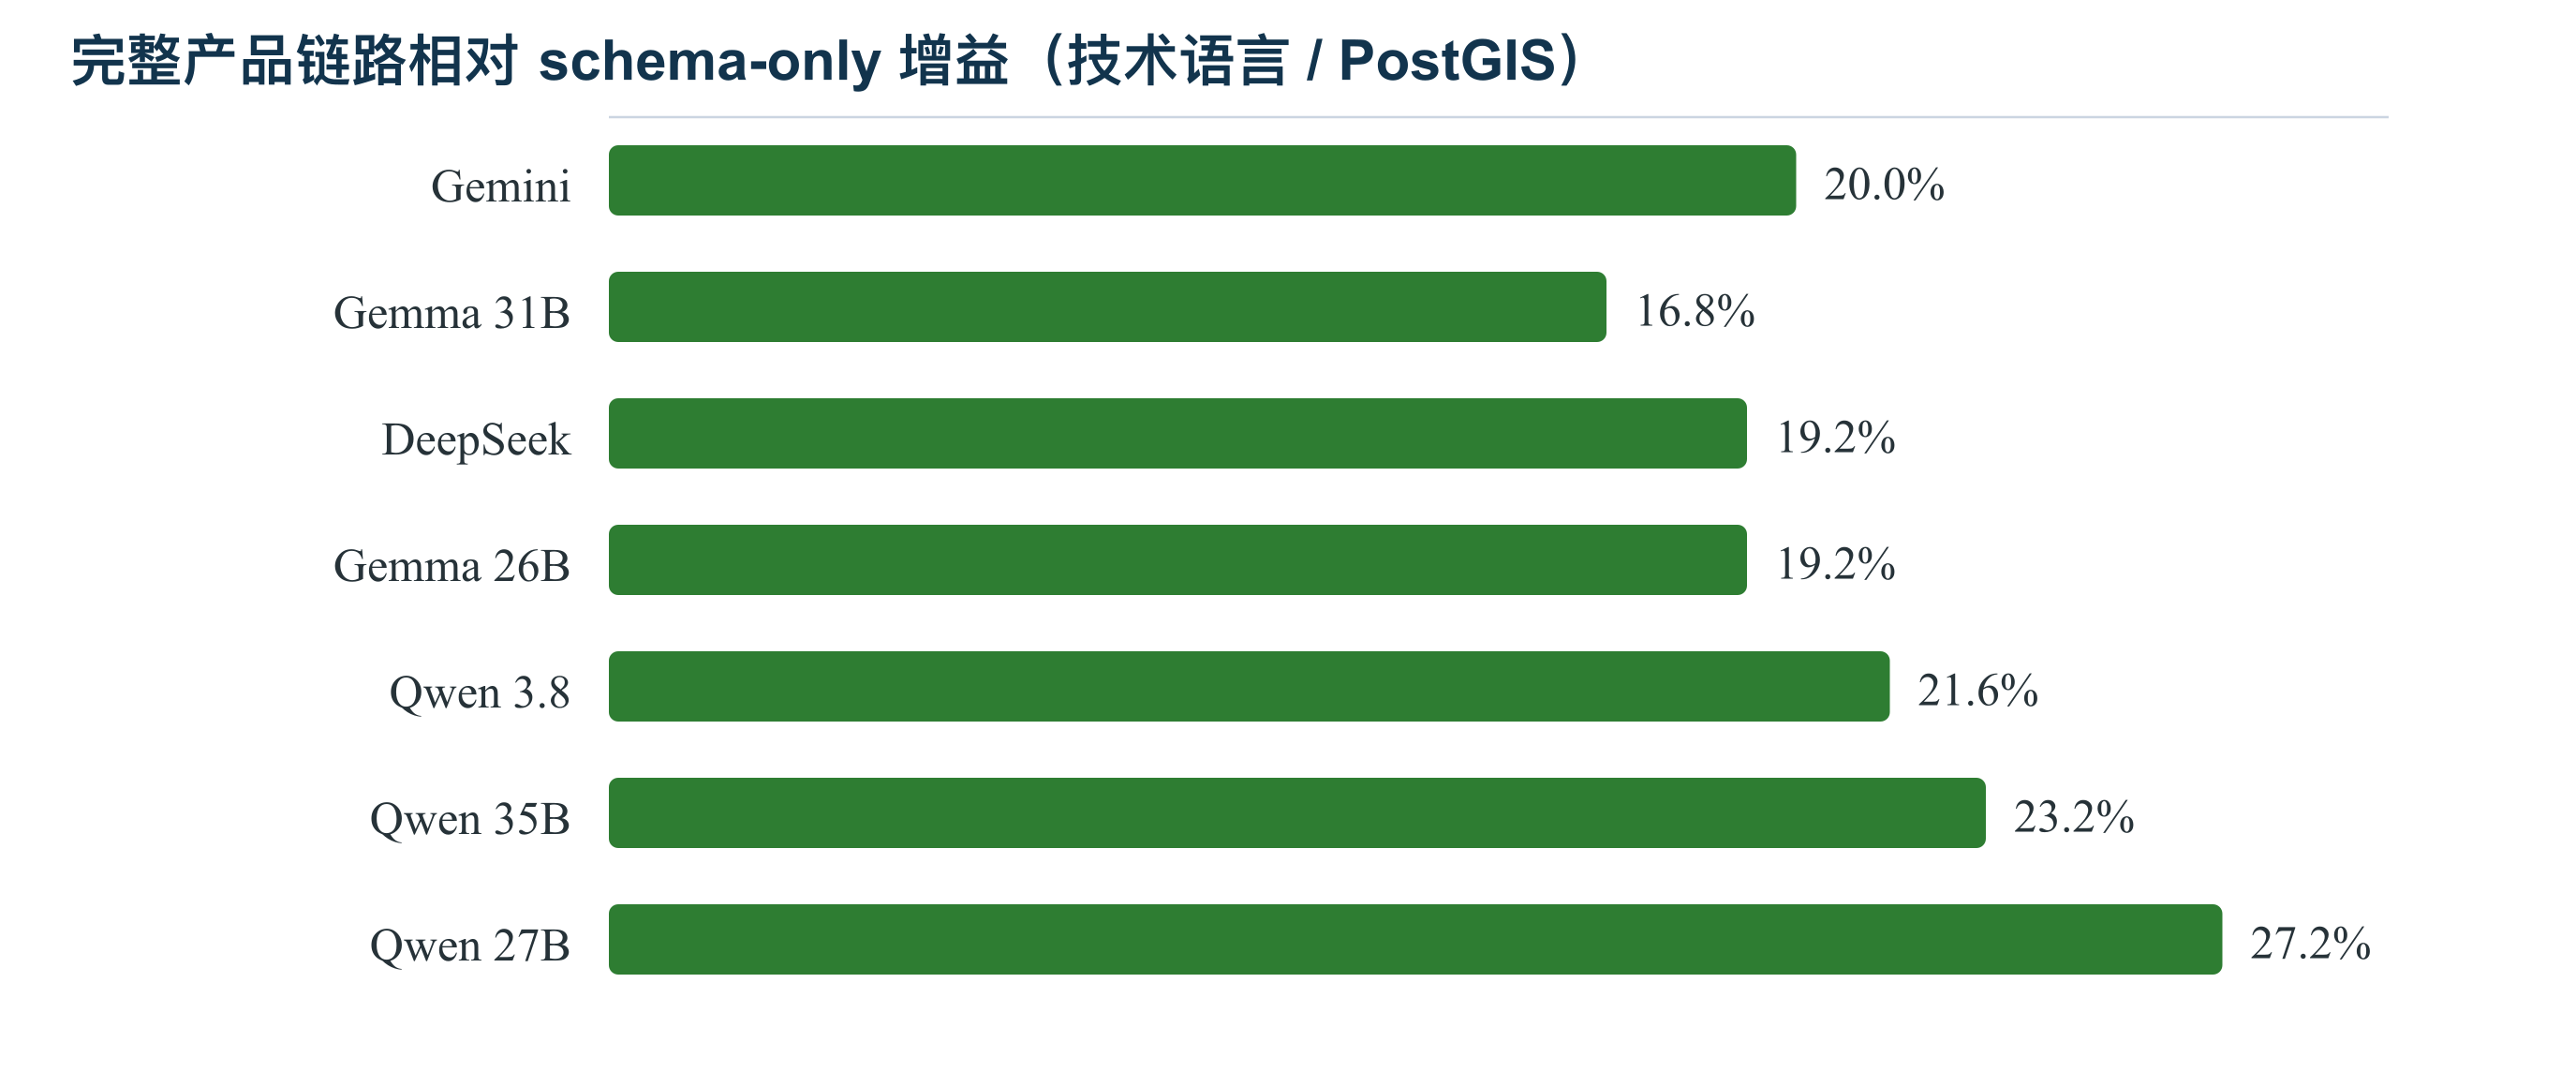 完整产品链路相对 schema-only 增益（技术语言 / PostGIS）
Gemini 20.0%
Gemma 31B 16.8%
DeepSeek 19.2%
Gemma 26B 19.2%
Qwen 3.8 21.6%
Qwen 35B 23.2%
Qwen 27B 27.2%